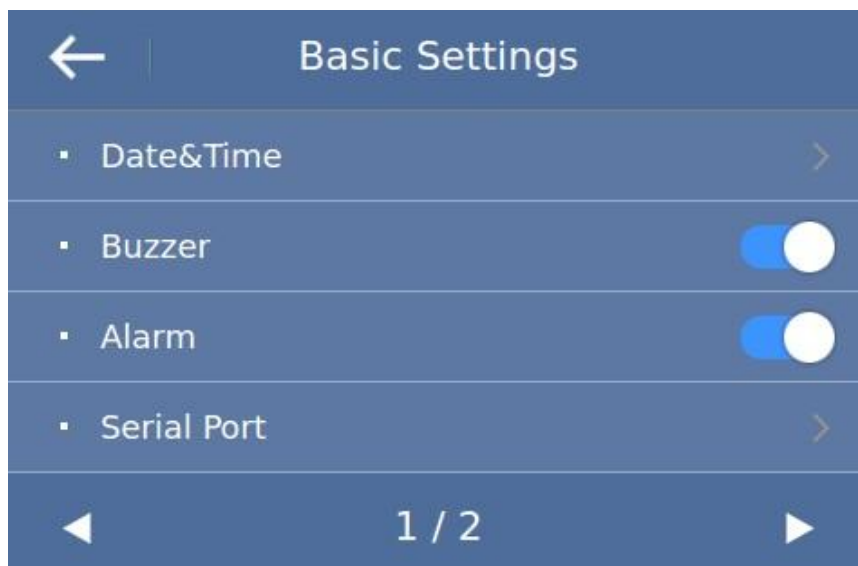 Basic Settings
Date&Time
Buzzer
Alarm
Serial Port
1 / 2